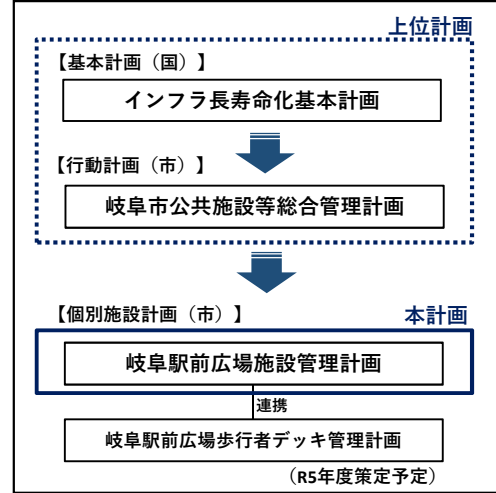 上位計画
【基本計画（国）】
インフラ長寿命化基本計画
【行動計画（市）】
岐阜市公共施設等総合管理計画
【個別施設計画（市）】
本計画
岐阜駅前広場施設管理計画
連携
岐阜駅前広場歩行者デッキ管理計画
（R5年度策定予定）